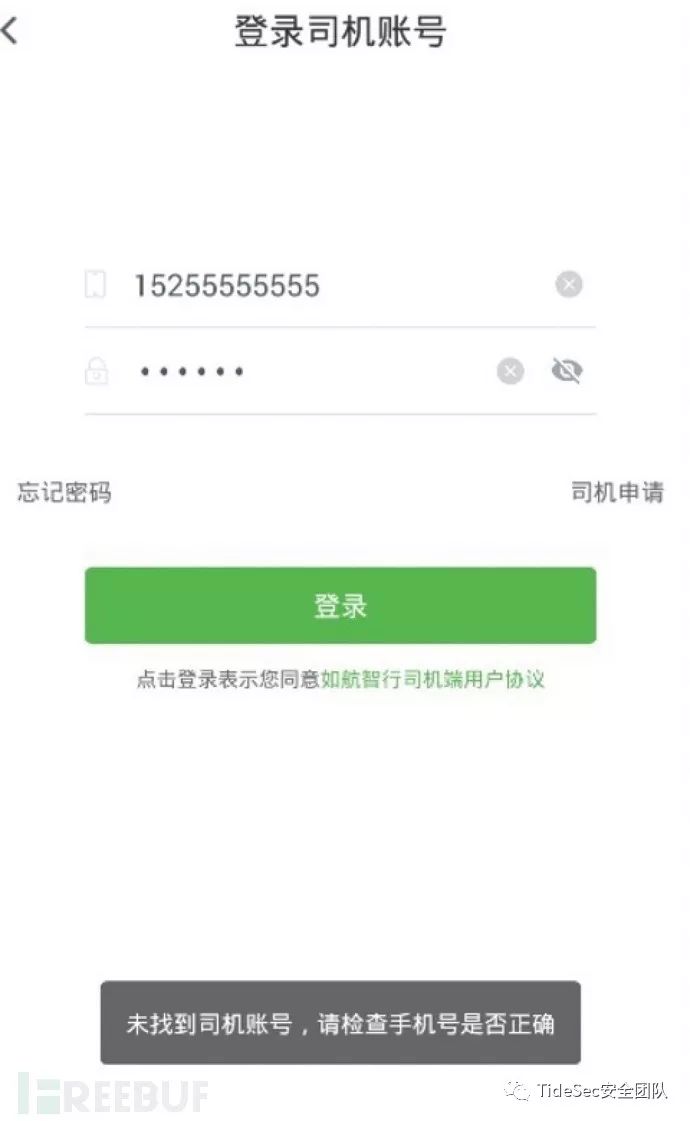 登录司机账号
15255555555
••••••
忘记密码
司机申请
登录
点击登录表示您同意如航智行司机端用户协议
未找到司机账号，请检查手机号是否正确
FREEBUF
TideSec安全团队